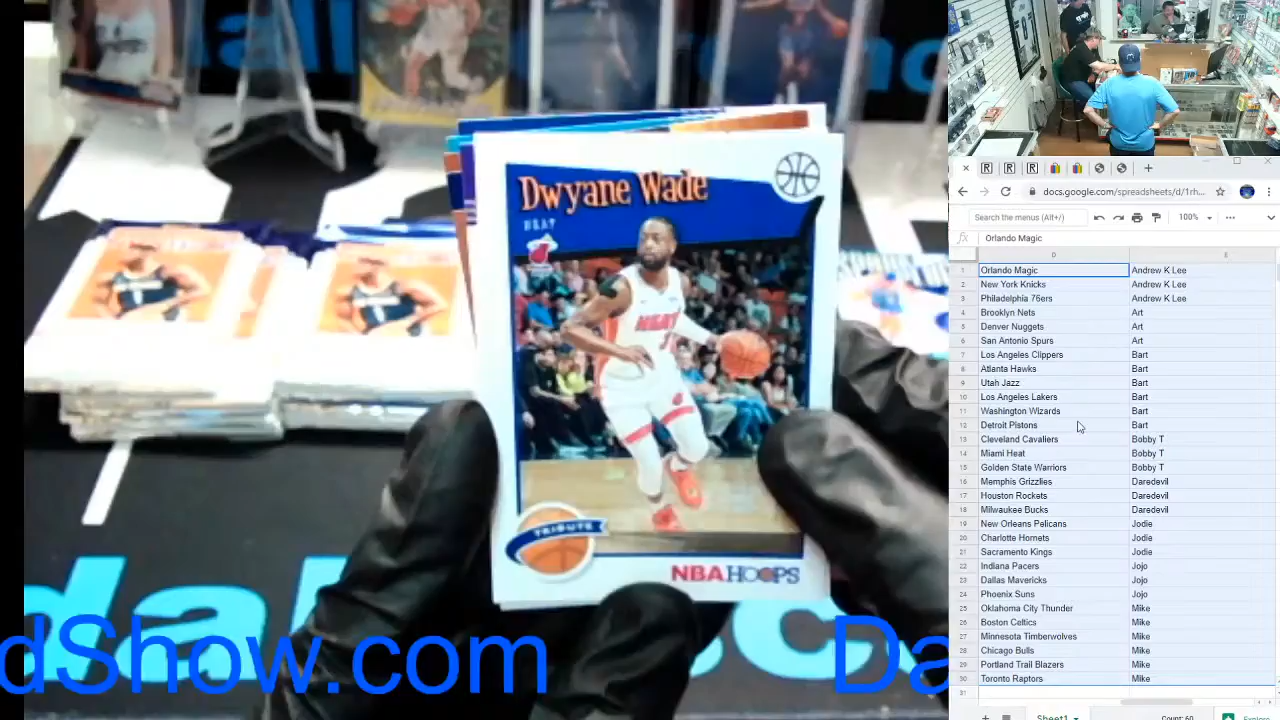 Dwyane Wade
HEAT
HEAT
TRIBUTE
NBA HOOPS
dShow.com
Da
docs.google.com/spreadsheets/d/1rh...
Search the menus (Alt+/)
100%
fx Orlando Magic
D E
1 Orlando Magic Andrew K Lee
2 New York Knicks Andrew K Lee
3 Philadelphia 76ers Andrew K Lee
4 Brooklyn Nets Art
5 Denver Nuggets Art
6 San Antonio Spurs Art
7 Los Angeles Clippers Bart
8 Atlanta Hawks Bart
9 Utah Jazz Bart
10 Los Angeles Lakers Bart
11 Washington Wizards Bart
12 Detroit Pistons Bart
13 Cleveland Cavaliers Bobby T
14 Miami Heat Bobby T
15 Golden State Warriors Bobby T
16 Memphis Grizzlies Daredevil
17 Houston Rockets Daredevil
18 Milwaukee Bucks Daredevil
19 New Orleans Pelicans Jodie
20 Charlotte Hornets Jodie
21 Sacramento Kings Jodie
22 Indiana Pacers Jojo
23 Dallas Mavericks Jojo
24 Phoenix Suns Jojo
25 Oklahoma City Thunder Mike
26 Boston Celtics Mike
27 Minnesota Timberwolves Mike
28 Chicago Bulls Mike
29 Portland Trail Blazers Mike
30 Toronto Raptors Mike
31
Sheet1
Count: 60
Explore